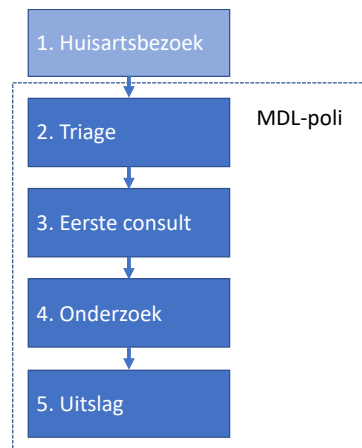 1. Huisartsbezoek
MDL-poli
2. Triage
3. Eerste consult
4. Onderzoek
5. Uitslag